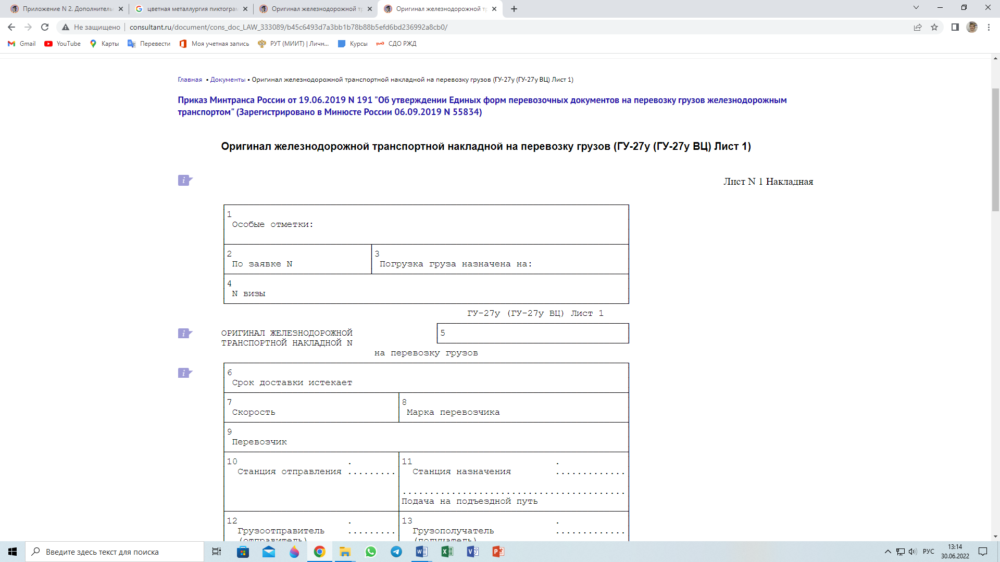 Приложение N 2. Дополнитель
цветная металлургия пиктограм
Оригинал железнодорожной тр
Оригинал железнодорожной тр
Не защищено
consultant.ru/document/cons_doc_LAW_333089/b45c6493d7a3bb1b78b88b5efd6bd236992a8cb0/
Gmail
YouTube
Карты
Перевести
Моя учетная запись
РУТ (МИИТ) | Личн...
Курсы
СДО РЖД
Главная • Документы • Оригинал железнодорожной транспортной накладной на перевозку грузов (ГУ-27у (ГУ-27у ВЦ) Лист 1)
Приказ Минтранса России от 19.06.2019 N 191 "Об утверждении Единых форм перевозочных документов на перевозку грузов железнодорожным
транспортом" (Зарегистрировано в Минюсте России 06.09.2019 N 55834)
Оригинал железнодорожной транспортной накладной на перевозку грузов (ГУ-27у (ГУ-27у ВЦ) Лист 1)
Лист N 1 Накладная
1
Особые отметки:
2
По заявке N
3
Погрузка груза назначена на:
4
N визы
ГУ-27у (ГУ-27у ВЦ) Лист 1
ОРИГИНАЛ ЖЕЛЕЗНОДОРОЖНОЙ
ТРАНСПОРТНОЙ НАКЛАДНОЙ N
5
на перевозку грузов
6
Срок доставки истекает
7
Скорость
8
Марка перевозчика
9
Перевозчик
10 .
Станция отправления .........
11 .
Станция назначения .............
.........................................
Подача на подъездной путь
12 .
Грузоотправитель .........
(отправитель)
13 .
Грузополучатель .............
(получатель)
Введите здесь текст для поиска
РУС
13:14
30.06.2022